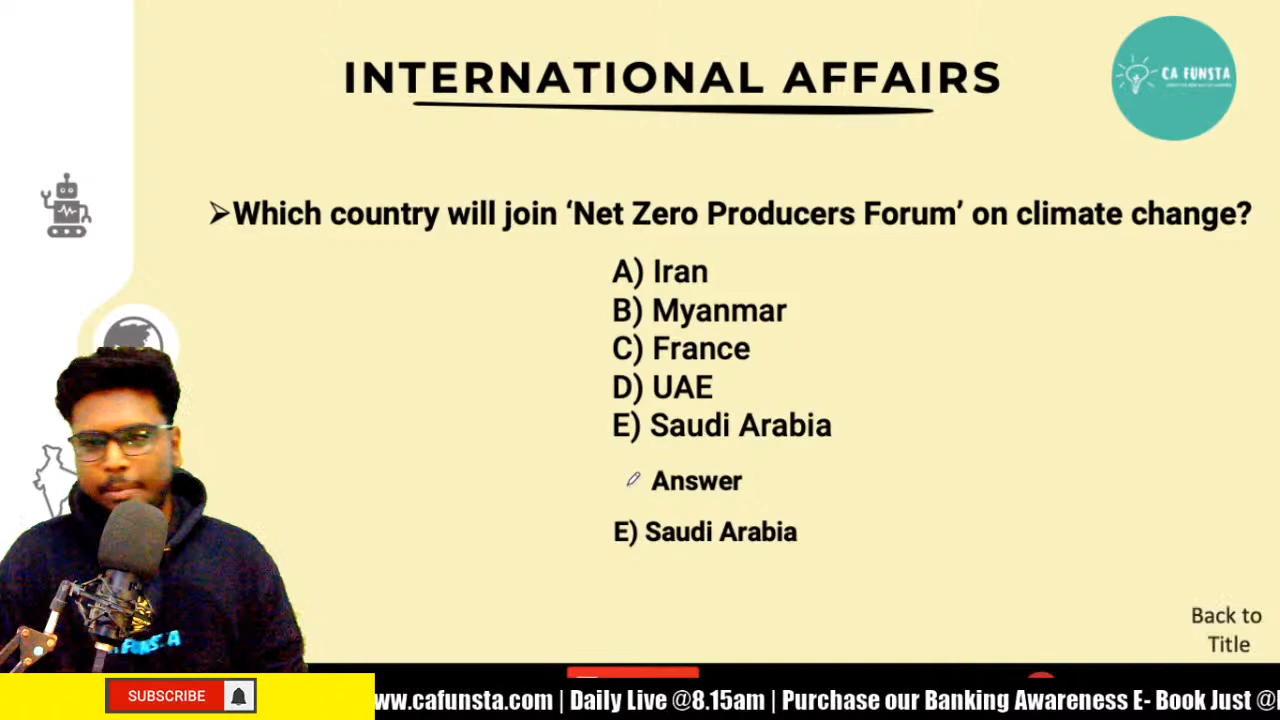 INTERNATIONAL AFFAIRS
CA FUNSTA
➢Which country will join ‘Net Zero Producers Forum’ on climate change?
A) Iran
B) Myanmar
C) France
D) UAE
E) Saudi Arabia
Answer
E) Saudi Arabia
Back to
Title
SUBSCRIBE
ww.cafunsta.com | Daily Live @8.15am | Purchase our Banking Awareness E- Book Just @